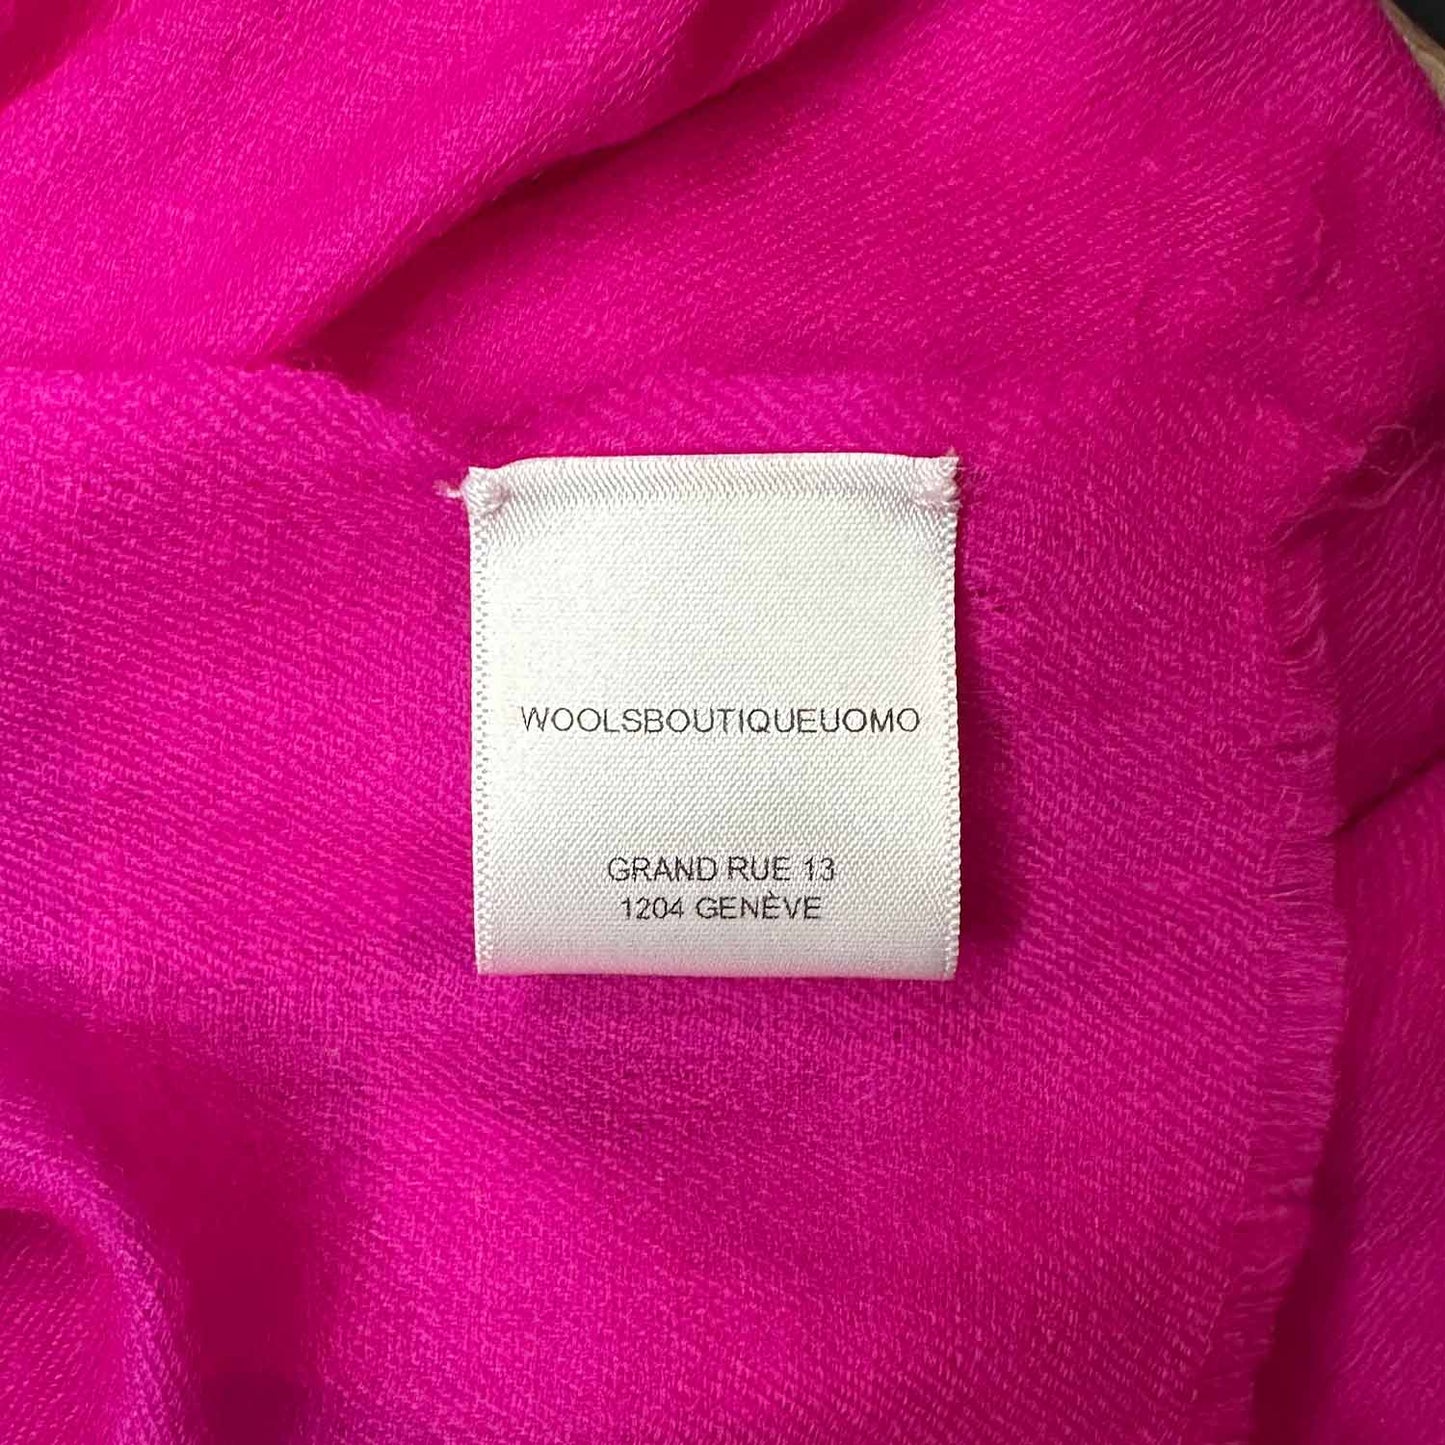 WOOLSBOUTIQUEUOMO
GRAND RUE 13
1204 GENÈVE